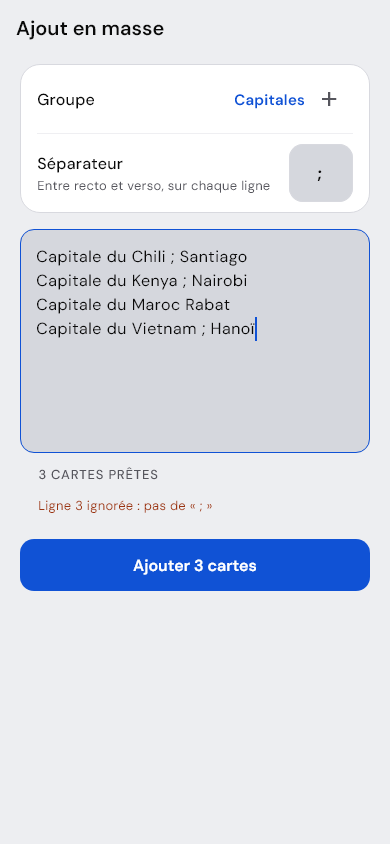 Ajout en masse
Groupe
Capitales +
Séparateur
Entre recto et verso, sur chaque ligne
;
Capitale du Chili ; Santiago
Capitale du Kenya ; Nairobi
Capitale du Maroc Rabat
Capitale du Vietnam ; Hanoï
3 CARTES PRÊTES
Ligne 3 ignorée : pas de « ; »
Ajouter 3 cartes